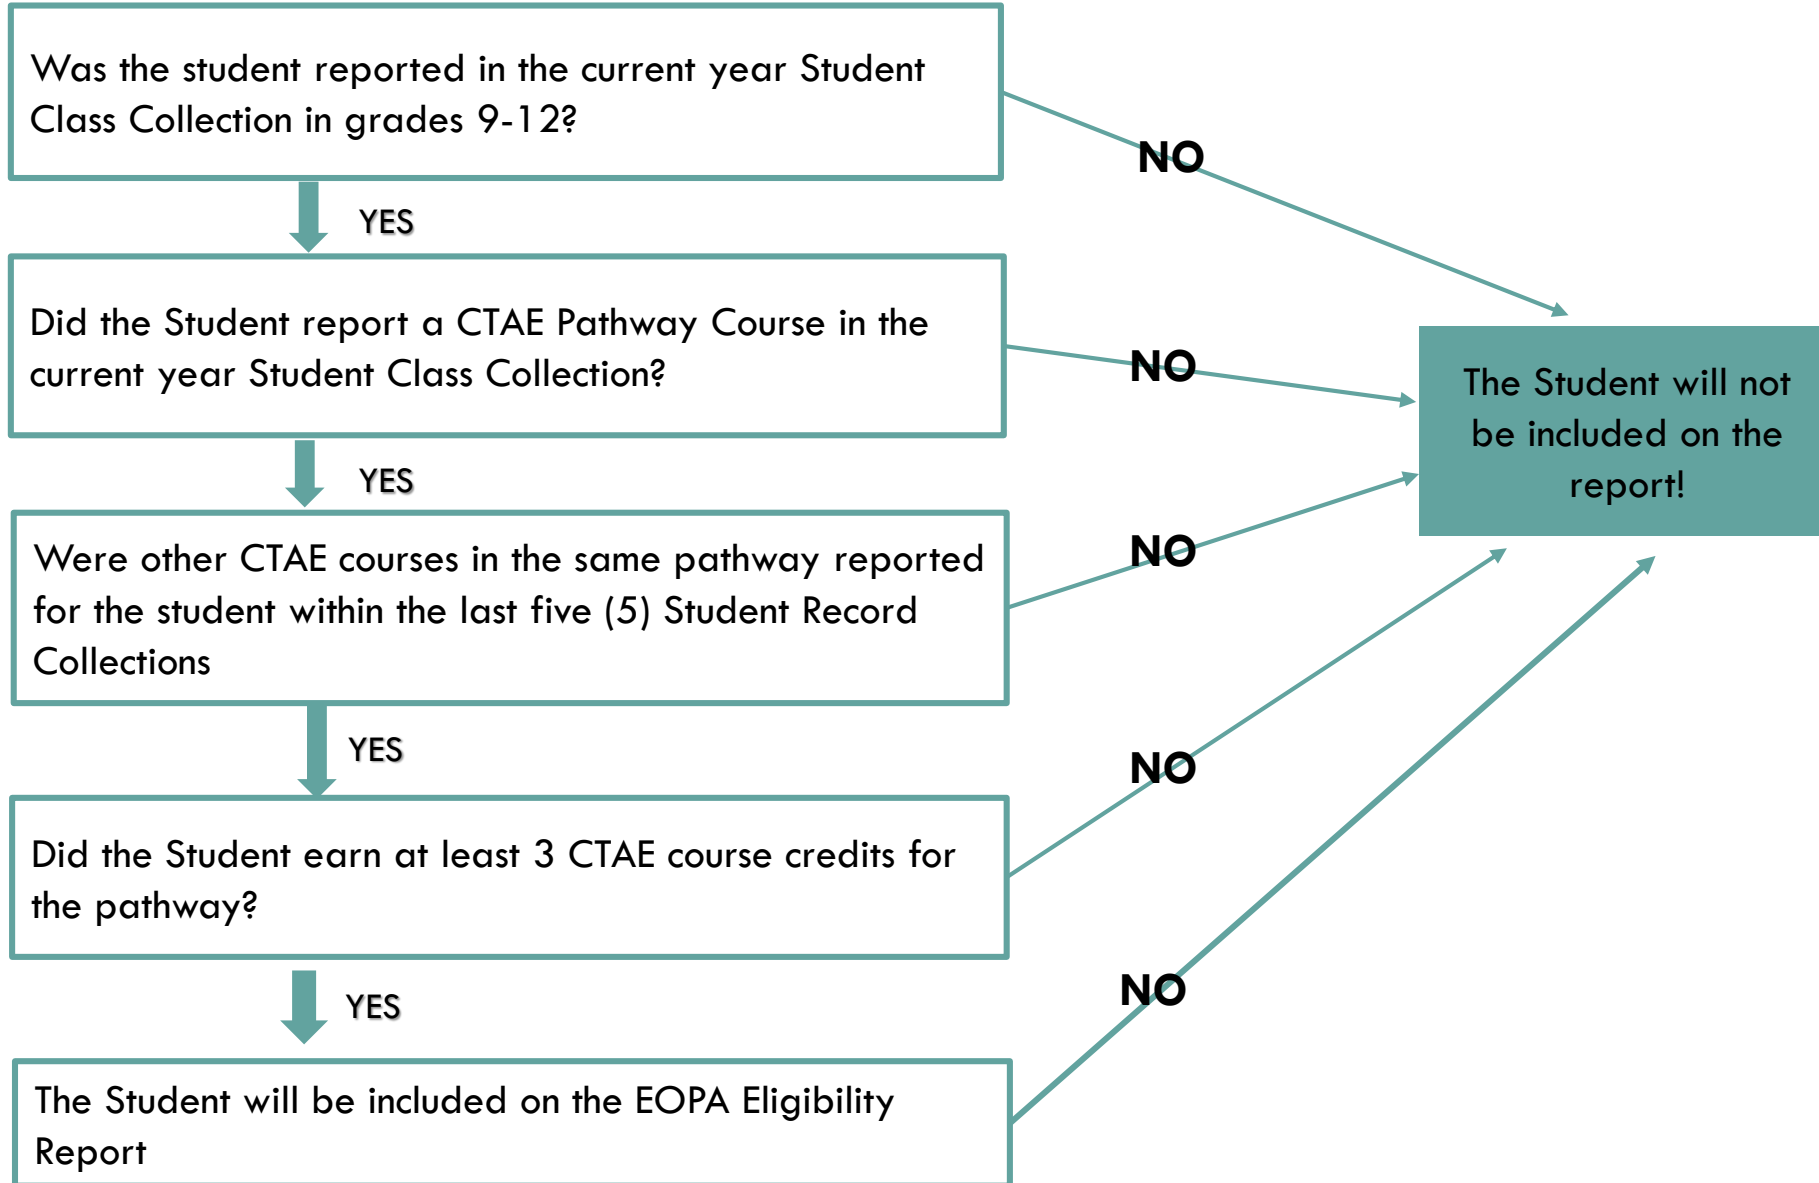 Was the student reported in the current year Student
Class Collection in grades 9-12?
NO
YES
Did the Student report a CTAE Pathway Course in the
current year Student Class Collection?
NO
The Student will not
be included on the
report!
YES
Were other CTAE courses in the same pathway reported
for the student within the last five (5) Student Record
Collections
NO
YES
Did the Student earn at least 3 CTAE course credits for
the pathway?
NO
YES
NO
The Student will be included on the EOPA Eligibility
Report